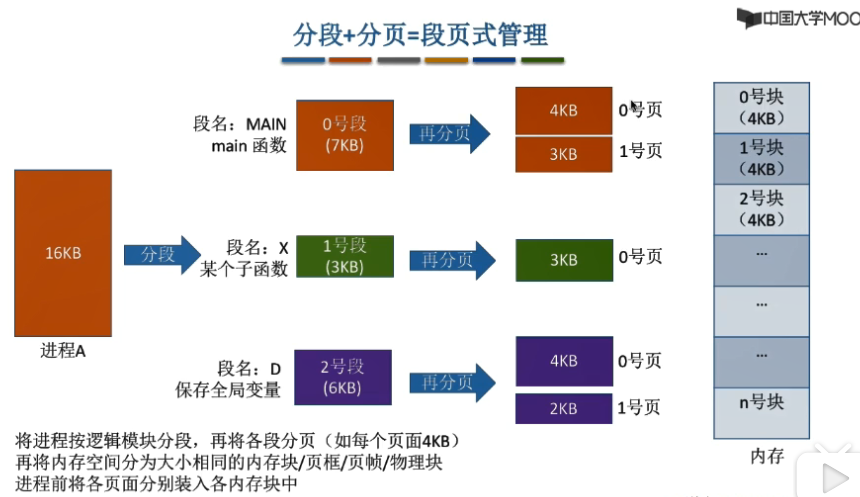 中国大学MOO
分段+分页=段页式管理
段名：MAIN
main 函数
0号段
(7KB)
再分页
4KB
0号页
3KB
1号页
16KB
进程A
分段
段名：X
某个子函数
1号段
(3KB)
再分页
3KB
0号页
段名：D
保存全局变量
2号段
(6KB)
再分页
4KB
0号页
2KB
1号页
0号块
（4KB）
1号块
（4KB）
2号块
（4KB）
...
...
...
n号块
内存
将进程按逻辑模块分段，再将各段分页（如每个页面4KB）
再将内存空间分为大小相同的内存块/页框/页帧/物理块
进程前将各页面分别装入各内存块中